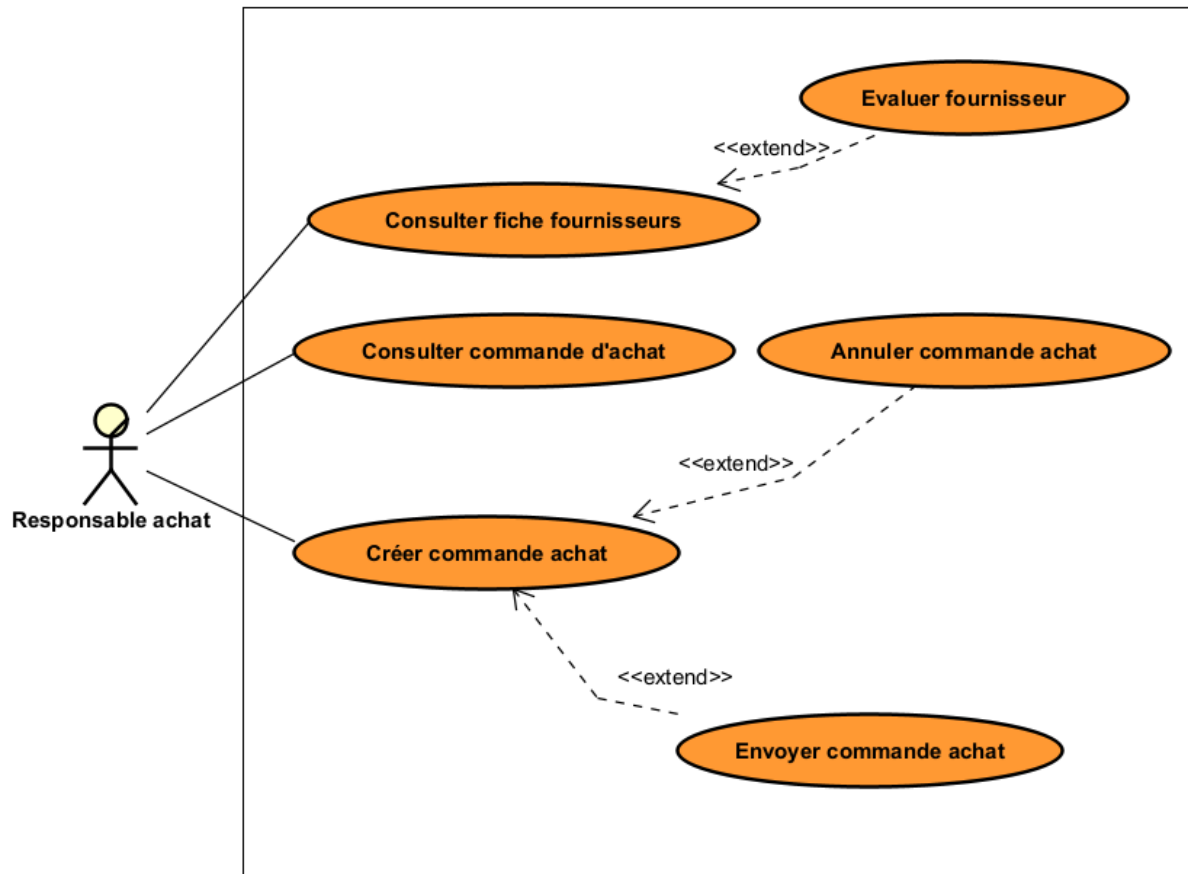 Evaluer fournisseur
<<extend>>
Consulter fiche fournisseurs
Consulter commande d'achat
Annuler commande achat
<<extend>>
Responsable achat
Créer commande achat
<<extend>>
Envoyer commande achat